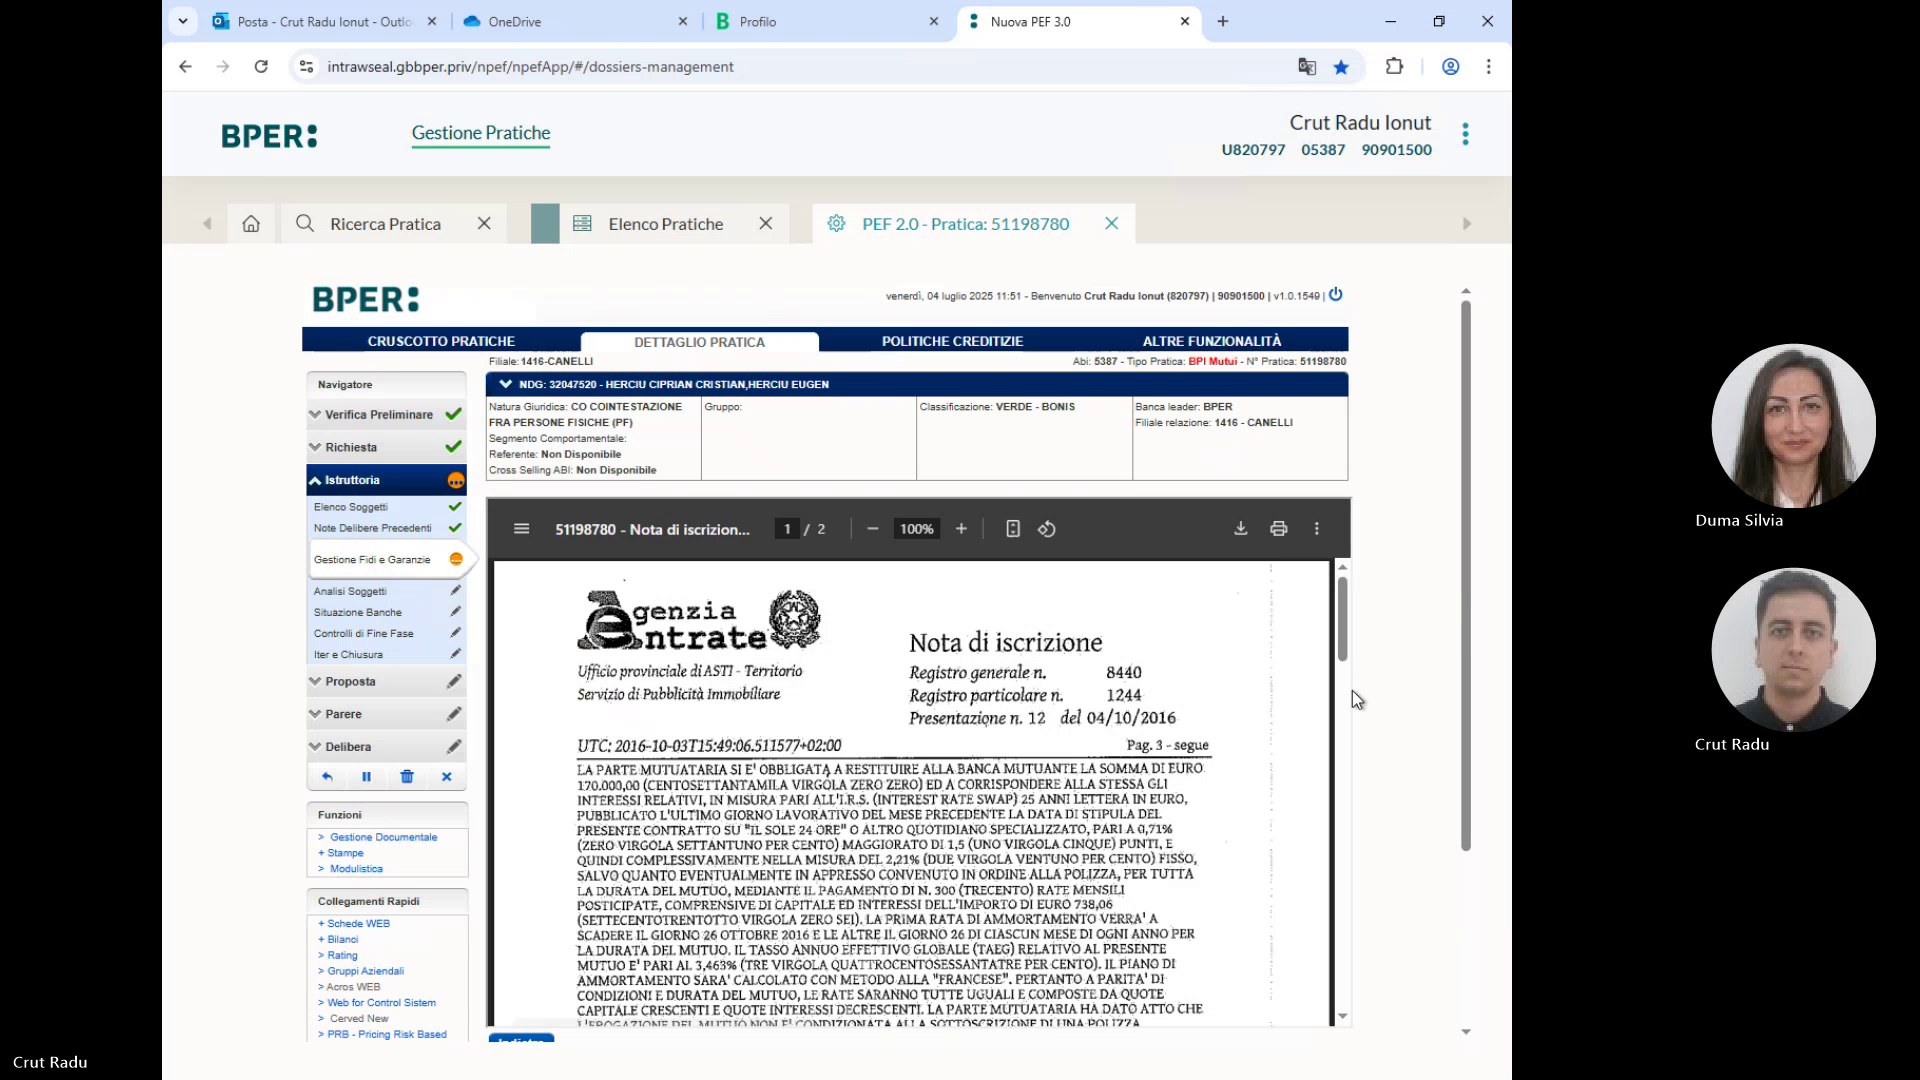 Posta - Crut Radu Ionut - Outlo
OneDrive
Profilo
Nuova PEF 3.0
intrawseal.gbbper.priv/npef/npefApp/#/dossiers-management
BPER:
Gestione Pratiche
Crut Radu Ionut
U820797 05387 90901500
Ricerca Pratica
Elenco Pratiche
PEF 2.0 - Pratica: 51198780
BPER:
venerdì, 04 luglio 2025 11:51 - Benvenuto Crut Radu Ionut (820797) | 90901500 | v1.0.1549 |
CRUSCOTTO PRATICHE
DETTAGLIO PRATICA
POLITICHE CREDITIZIE
ALTRE FUNZIONALITÀ
Filiale: 1416-CANELLI
Abi: 5387 - Tipo Pratica: BPI Mutui - N° Pratica: 51198780
Navigatore
Verifica Preliminare
Richiesta
Istruttoria
Elenco Soggetti
Note Delibere Precedenti
Gestione Fidi e Garanzie
Analisi Soggetti
Situazione Banche
Controlli di Fine Fase
Iter e Chiusura
Proposta
Parere
Delibera
Funzioni
> Gestione Documentale
+ Stampe
> Modulistica
Collegamenti Rapidi
+ Schede WEB
+ Bilanci
> Rating
> Gruppi Aziendali
> Acros WEB
> Web for Control Sistem
> Cerved New
> PRB - Pricing Risk Based
NDG: 32047520 - HERCIU CIPRIAN CRISTIAN,HERCIU EUGEN
Natura Giuridica: CO COINTESTAZIONE
FRA PERSONE FISICHE (PF)
Segmento Comportamentale:
Referente: Non Disponibile
Cross Selling ABI: Non Disponibile
Gruppo:
Classificazione: VERDE - BONIS
Banca leader: BPER
Filiale relazione: 1416 - CANELLI
51198780 - Nota di iscrizion...
1 / 2
100%
Agenzia
Entrate
Ufficio provinciale di ASTI - Territorio
Servizio di Pubblicità Immobiliare
Nota di iscrizione
Registro generale n. 8440
Registro particolare n. 1244
Presentazione n. 12 del 04/10/2016
UTC: 2016-10-03T15:49:06.511577+02:00
Pag. 3 - segue
LA PARTE MUTUATARIA SI E' OBBLIGATA A RESTITUIRE ALLA BANCA MUTUANTE LA SOMMA DI EURO
170.000,00 (CENTOSETTANTAMILA VIRGOLA ZERO ZERO) ED A CORRISPONDERE ALLA STESSA GLI
INTERESSI RELATIVI, IN MISURA PARI ALL'I.R.S. (INTEREST RATE SWAP) 25 ANNI LETTERA IN EURO,
PUBBLICATO L'ULTIMO GIORNO LAVORATIVO DEL MESE PRECEDENTE LA DATA DI STIPULA DEL
PRESENTE CONTRATTO SU "IL SOLE 24 ORE" O ALTRO QUOTIDIANO SPECIALIZZATO, PARI A 0,71%
(ZERO VIRGOLA SETTANTUNO PER CENTO) MAGGIORATO DI 1,5 (UNO VIRGOLA CINQUE) PUNTI, E
QUINDI COMPLESSIVAMENTE NELLA MISURA DEL 2,21% (DUE VIRGOLA VENTUNO PER CENTO) FISSO,
SALVO QUANTO EVENTUALMENTE IN APPRESSO CONVENUTO IN ORDINE ALLA POLIZZA, PER TUTTA
LA DURATA DEL MUTUO, MEDIANTE IL PAGAMENTO DI N. 300 (TRECENTO) RATE MENSILI
POSTICIPATE, COMPRENSIVE DI CAPITALE ED INTERESSI DELL'IMPORTO DI EURO 738,06
(SETTECENTOTRENTOTTO VIRGOLA ZERO SEI). LA PRIMA RATA DI AMMORTAMENTO VERRA' A
SCADERE IL GIORNO 26 OTTOBRE 2016 E LE ALTRE IL GIORNO 26 DI CIASCUN MESE DI OGNI ANNO PER
LA DURATA DEL MUTUO. IL TASSO ANNUO EFFETTIVO GLOBALE (TAEG) RELATIVO AL PRESENTE
MUTUO E' PARI AL 3,463% (TRE VIRGOLA QUATTROCENTOSESSANTATRE PER CENTO). IL PIANO DI
AMMORTAMENTO SARA' CALCOLATO CON METODO ALLA "FRANCESE". PERTANTO A PARITA' DI
CONDIZIONI E DURATA DEL MUTUO, LE RATE SARANNO TUTTE UGUALI E COMPOSTE DA QUOTE
CAPITALE CRESCENTI E QUOTE INTERESSI DECRESCENTI. LA PARTE MUTUATARIA HA DATO ATTO CHE
L'EROGAZIONE DEL MUTUO NON E' CONDIZIONATA ALLA SOTTOSCRIZIONE DI UNA POLIZZA
Indietro
Duma Silvia
Crut Radu
Crut Radu